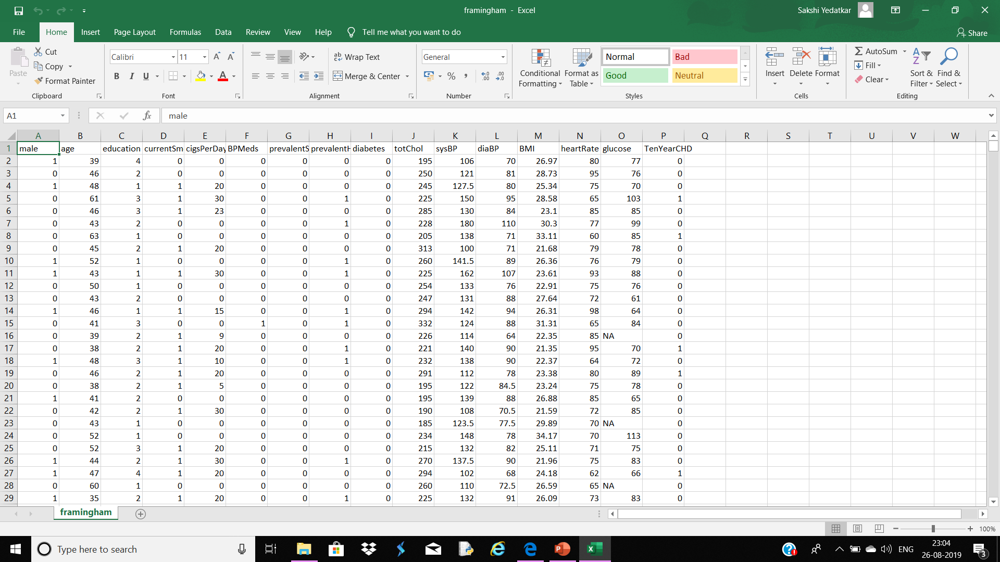 framingham - Excel
Sakshi Yedatkar
File Home Insert Page Layout Formulas Data Review View Help Tell me what you want to do Share
Paste
Cut
Copy
Format Painter
Clipboard
Calibri 11
B I U
Font
Wrap Text
Merge & Center
Alignment
General
Number
Conditional Formatting
Format as Table
Normal Bad
Good Neutral
Styles
Insert Delete Format
Cells
AutoSum
Fill
Clear
Sort & Filter
Find & Select
Editing
A1 fx male
A B C D E F G H I J K L M N O P Q R S T U V W
1 male age education currentSm cigsPerDay BPMeds prevalentS prevalentH diabetes totChol sysBP diaBP BMI heartRate glucose TenYearCHD
2 1 39 4 0 0 0 0 0 0 195 106 70 26.97 80 77 0
3 0 46 2 0 0 0 0 0 0 250 121 81 28.73 95 76 0
4 1 48 1 1 20 0 0 0 0 245 127.5 80 25.34 75 70 0
5 0 61 3 1 30 0 0 1 0 225 150 95 28.58 65 103 1
6 0 46 3 1 23 0 0 0 0 285 130 84 23.1 85 85 0
7 0 43 2 0 0 0 0 1 0 228 180 110 30.3 77 99 0
8 0 63 1 0 0 0 0 0 0 205 138 71 33.11 60 85 1
9 0 45 2 1 20 0 0 0 0 313 100 71 21.68 79 78 0
10 1 52 1 0 0 0 0 1 0 260 141.5 89 26.36 76 79 0
11 1 43 1 1 30 0 0 1 0 225 162 107 23.61 93 88 0
12 0 50 1 0 0 0 0 0 0 254 133 76 22.91 75 76 0
13 0 43 2 0 0 0 0 0 0 247 131 88 27.64 72 61 0
14 1 46 1 1 15 0 0 1 0 294 142 94 26.31 98 64 0
15 0 41 3 0 0 1 0 1 0 332 124 88 31.31 65 84 0
16 0 39 2 1 9 0 0 0 0 226 114 64 22.35 85 NA 0
17 0 38 2 1 20 0 0 1 0 221 140 90 21.35 95 70 1
18 1 48 3 1 10 0 0 1 0 232 138 90 22.37 64 72 0
19 0 46 2 1 20 0 0 0 0 291 112 78 23.38 80 89 1
20 0 38 2 1 5 0 0 0 0 195 122 84.5 23.24 75 78 0
21 1 41 2 0 0 0 0 0 0 195 139 88 26.88 85 65 0
22 0 42 2 1 30 0 0 0 0 190 108 70.5 21.59 72 85 0
23 0 43 1 0 0 0 0 0 0 185 123.5 77.5 29.89 70 NA 0
24 0 52 1 0 0 0 0 0 0 234 148 78 34.17 70 113 0
25 0 52 3 1 20 0 0 0 0 215 132 82 25.11 71 75 0
26 1 44 2 1 30 0 0 1 0 270 137.5 90 21.96 75 83 0
27 1 47 4 1 20 0 0 0 0 294 102 68 24.18 62 66 1
28 0 60 1 0 0 0 0 0 0 260 110 72.5 26.59 65 NA 0
29 1 35 2 1 20 0 0 1 0 225 132 91 26.09 73 83 0
framingham
100%
Type here to search
ENG
23:04
26-08-2019
3